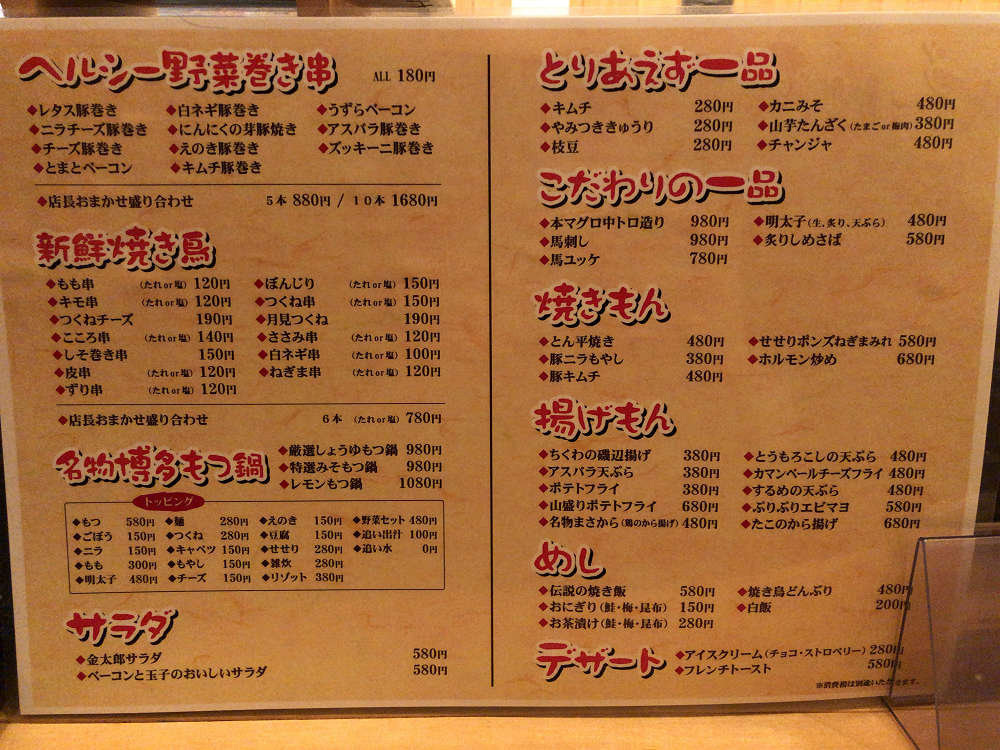 ヘルシー野菜巻き串 ALL 180円
◆レタス豚巻き ◆白ネギ豚巻き ◆うずらベーコン
◆ニラチーズ豚巻き ◆にんにくの芽豚焼き ◆アスパラ豚巻き
◆チーズ豚巻き ◆えのき豚巻き ◆ズッキーニ豚巻き
◆とまとベーコン ◆キムチ豚巻き
◆店長おまかせ盛り合わせ 5本 880円 / 10本 1680円
新鮮焼き鳥
◆もも串 (たれor塩) 120円 ◆ぼんじり (たれor塩) 150円
◆キモ串 (たれor塩) 120円 ◆つくね串 (たれor塩) 150円
◆つくねチーズ 190円 ◆月見つくね 190円
◆こころ串 (たれor塩) 140円 ◆ささみ串 (たれor塩) 120円
◆しそ巻き串 150円 ◆白ネギ串 (たれor塩) 100円
◆皮串 (たれor塩) 120円 ◆ねぎま串 (たれor塩) 120円
◆ずり串 (たれor塩) 120円
◆店長おまかせ盛り合わせ 6本 (たれor塩) 780円
名物博多もつ鍋
◆厳選しょうゆもつ鍋 980円
◆特選みそもつ鍋 980円
◆レモンもつ鍋 1080円
トッピング
◆もつ 580円 ◆麺 280円 ◆えのき 150円 ◆野菜セット 480円
◆ごぼう 150円 ◆つくね 280円 ◆豆腐 150円 ◆追い出汁 100円
◆ニラ 150円 ◆キャベツ 150円 ◆せせり 280円 ◆追い水 0円
◆もも 300円 ◆もやし 150円 ◆雑炊 280円
◆明太子 480円 ◆チーズ 150円 ◆リゾット 380円
サラダ
◆金太郎サラダ 580円
◆ベーコンと玉子のおいしいサラダ 580円
とりあえず一品
◆キムチ 280円 ◆カニみそ 480円
◆やみつききゅうり 280円 ◆山芋たんざく(たまごor梅肉) 380円
◆枝豆 280円 ◆チャンジャ 480円
こだわりの一品
◆本マグロ中トロ造り 980円 ◆明太子(生、炙り、天ぷら) 480円
◆馬刺し 980円 ◆炙りしめさば 580円
◆馬ユッケ 780円
焼きもん
◆とん平焼き 480円 ◆せせりポンズねぎまみれ 580円
◆豚ニラもやし 380円 ◆ホルモン炒め 680円
◆豚キムチ 480円
揚げもん
◆ちくわの磯辺揚げ 380円 ◆とうもろこしの天ぷら 480円
◆アスパラ天ぷら 380円 ◆カマンベールチーズフライ 480円
◆ポテトフライ 380円 ◆するめの天ぷら 480円
◆山盛りポテトフライ 680円 ◆ぷりぷりエビマヨ 580円
◆名物まさから(鶏のから揚げ) 480円 ◆たこのから揚げ 680円
めし
◆伝説の焼き飯 580円 ◆焼き鳥どんぶり 480円
◆おにぎり(鮭・梅・昆布) 150円 ◆白飯 200円
◆お茶漬け(鮭・梅・昆布) 280円
デザート
◆アイスクリーム(チョコ・ストロベリー) 280円
◆フレンチトースト 580円
※消費税は別途いただきます。